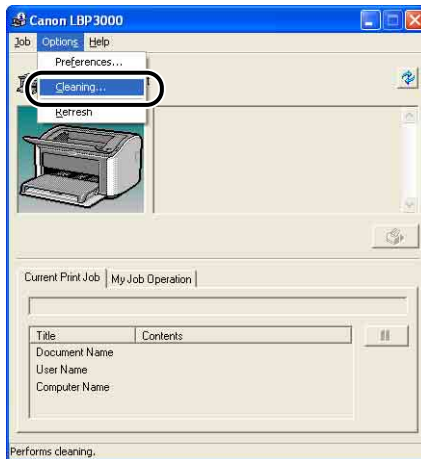 Canon LBP3000
Job Options Help
Preferences...
Cleaning...
Refresh
Current Print Job My Job Operation
Title Contents
Document Name
User Name
Computer Name
Performs cleaning.